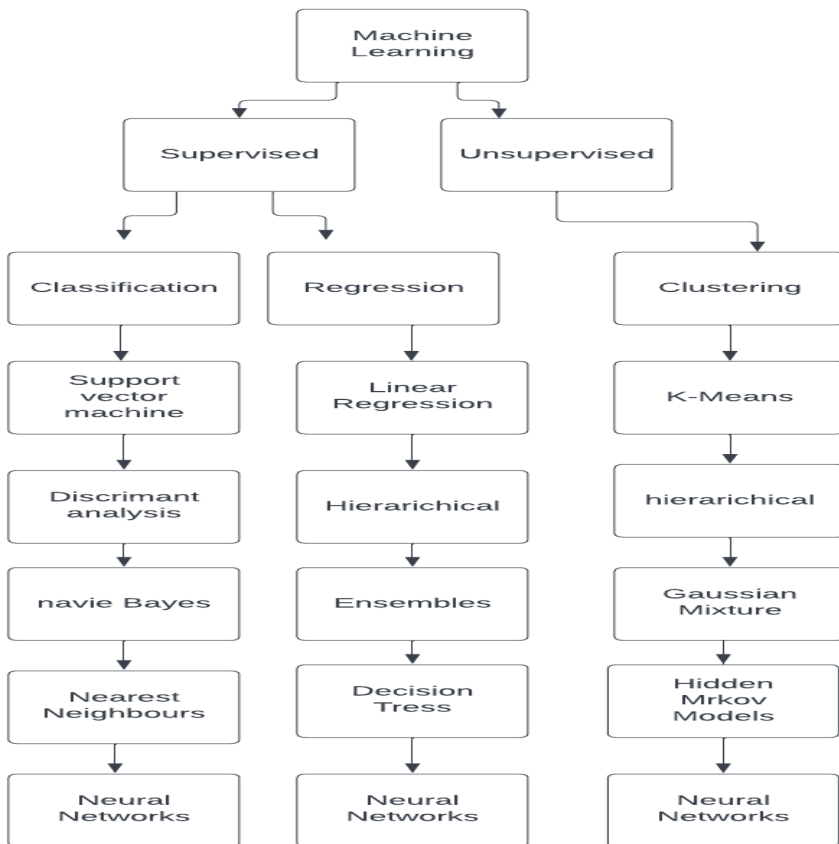 Machine
Learning
Supervised
Unsupervised
Classification
Regression
Clustering
Support
vector
machine
Linear
Regression
K-Means
Discrimant
analysis
Hierarichical
hierarichical
navie Bayes
Ensembles
Gaussian
Mixture
Nearest
Neighbours
Decision
Tress
Hidden
Mrkov
Models
Neural
Networks
Neural
Networks
Neural
Networks